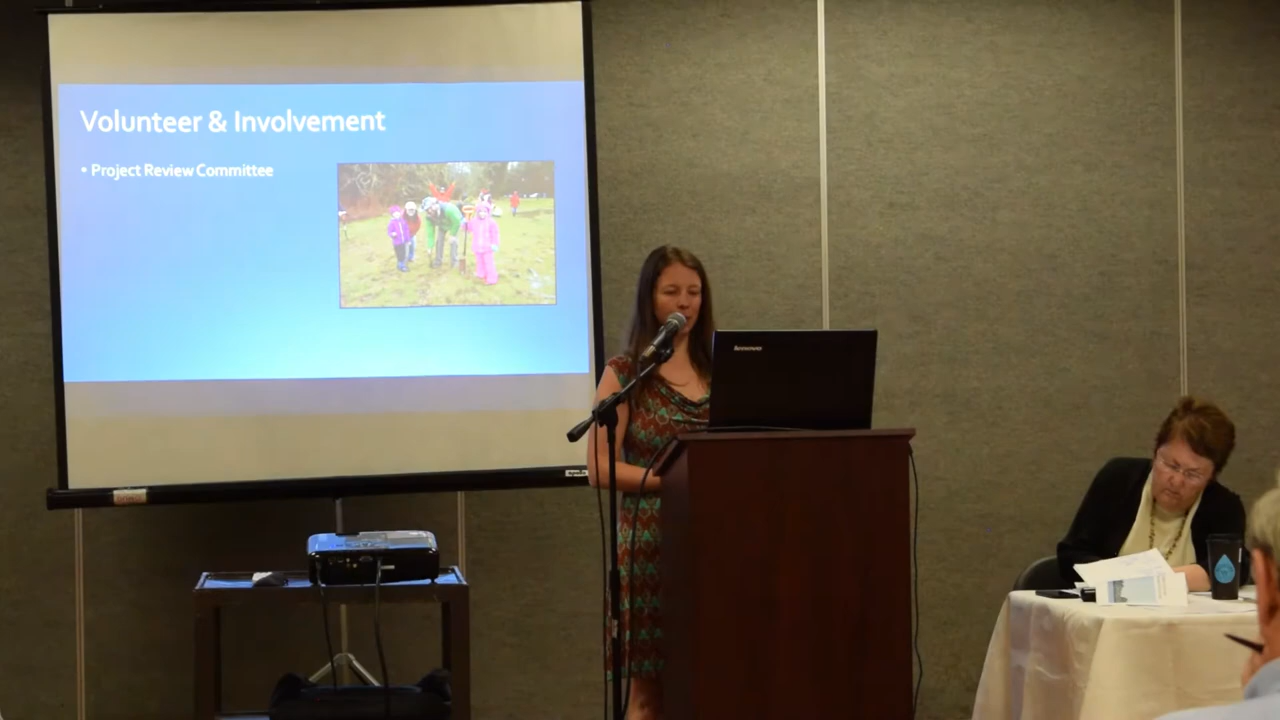 Volunteer & Involvement
• Project Review Committee
lenovo